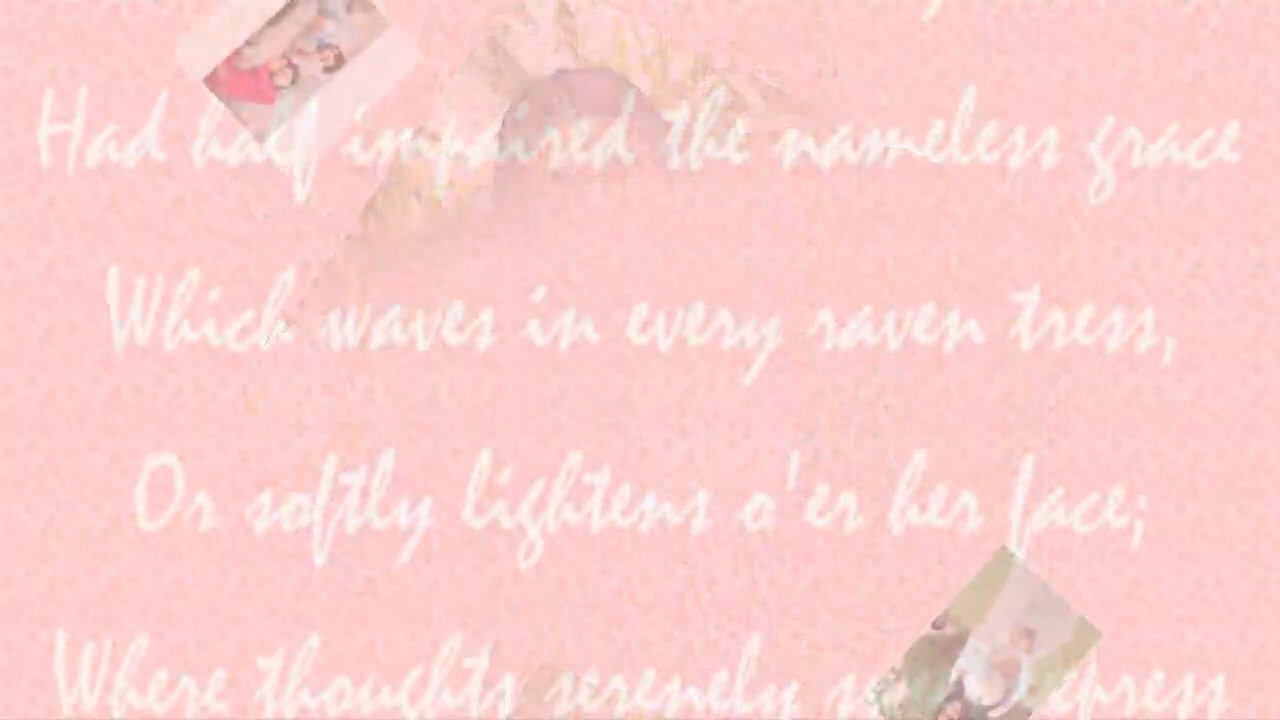 Had half impaired the nameless grace
Which waves in every raven tress,
Or softly lightens o'er her face;
Where thoughts serenely